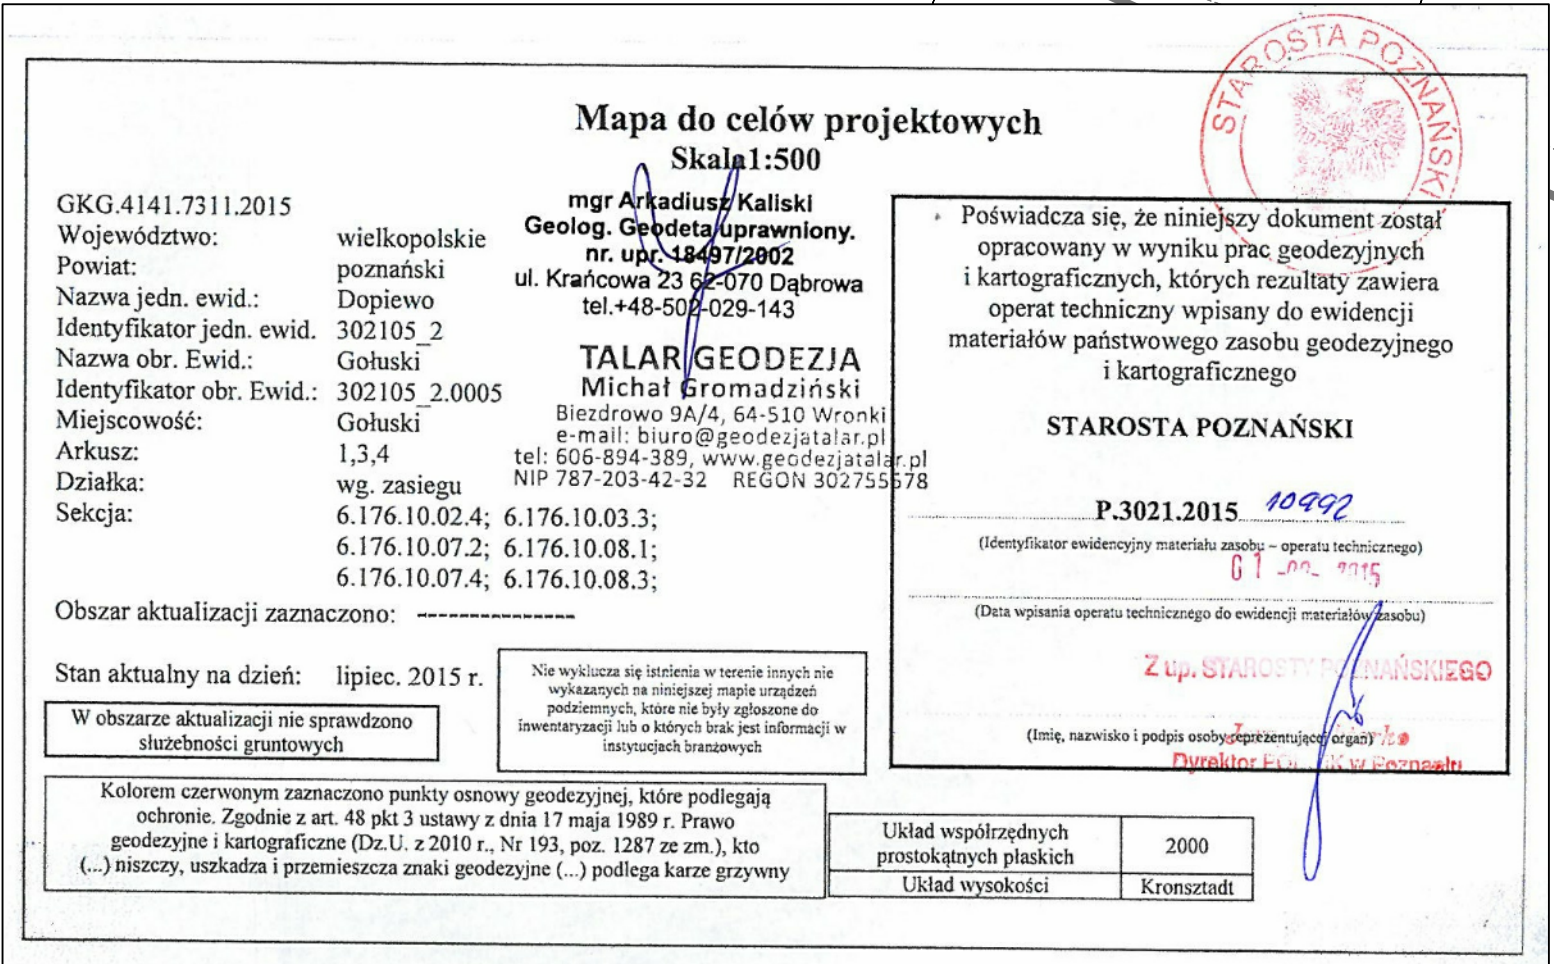 STAROSTA POZNAŃSKI
Mapa do celów projektowych
Skala1:500
GKG.4141.7311.2015
Województwo: wielkopolskie
Powiat: poznański
Nazwa jedn. ewid.: Dopiewo
Identyfikator jedn. ewid. 302105_2
Nazwa obr. Ewid.: Gołuski
Identyfikator obr. Ewid.: 302105_2.0005
Miejscowość: Gołuski
Arkusz: 1,3,4
Działka: wg. zasiegu
Sekcja: 6.176.10.02.4; 6.176.10.03.3;
6.176.10.07.2; 6.176.10.08.1;
6.176.10.07.4; 6.176.10.08.3;
Obszar aktualizacji zaznaczono: ---------------
Stan aktualny na dzień: lipiec. 2015 r.
mgr Arkadiusz Kaliski
Geolog. Geodeta uprawniony.
nr. upr. 18497/2002
ul. Krańcowa 23 62-070 Dąbrowa
tel.+48-502-029-143
TALAR GEODEZJA
Michał Gromadziński
Biezdrowo 9A/4, 64-510 Wronki
e-mail: biuro@geodezjatalar.pl
tel: 606-894-389, www.geodezjatalar.pl
NIP 787-203-42-32 REGON 302755678
Poświadcza się, że niniejszy dokument został
opracowany w wyniku prac geodezyjnych
i kartograficznych, których rezultaty zawiera
operat techniczny wpisany do ewidencji
materiałów państwowego zasobu geodezyjnego
i kartograficznego
STAROSTA POZNAŃSKI
P.3021.2015 10992
(Identyfikator ewidencyjny materiału zasobu – operatu technicznego)
2015
(Data wpisania operatu technicznego do ewidencji materiałów zasobu)
Z up. STAROSTY POZNAŃSKIEGO
(Imię, nazwisko i podpis osoby reprezentującej organ)
Dyrektor w Poznaniu
W obszarze aktualizacji nie sprawdzono
służebności gruntowych
Nie wyklucza się istnienia w terenie innych nie
wykazanych na niniejszej mapie urządzeń
podziemnych, które nie były zgłoszone do
inwentaryzacji lub o których brak jest informacji w
instytucjach branżowych
Kolorem czerwonym zaznaczono punkty osnowy geodezyjnej, które podlegają
ochronie. Zgodnie z art. 48 pkt 3 ustawy z dnia 17 maja 1989 r. Prawo
geodezyjne i kartograficzne (Dz.U. z 2010 r., Nr 193, poz. 1287 ze zm.), kto
(...) niszczy, uszkadza i przemieszcza znaki geodezyjne (...) podlega karze grzywny
Układ współrzędnych
prostokątnych płaskich 2000
Układ wysokości Kronsztadt